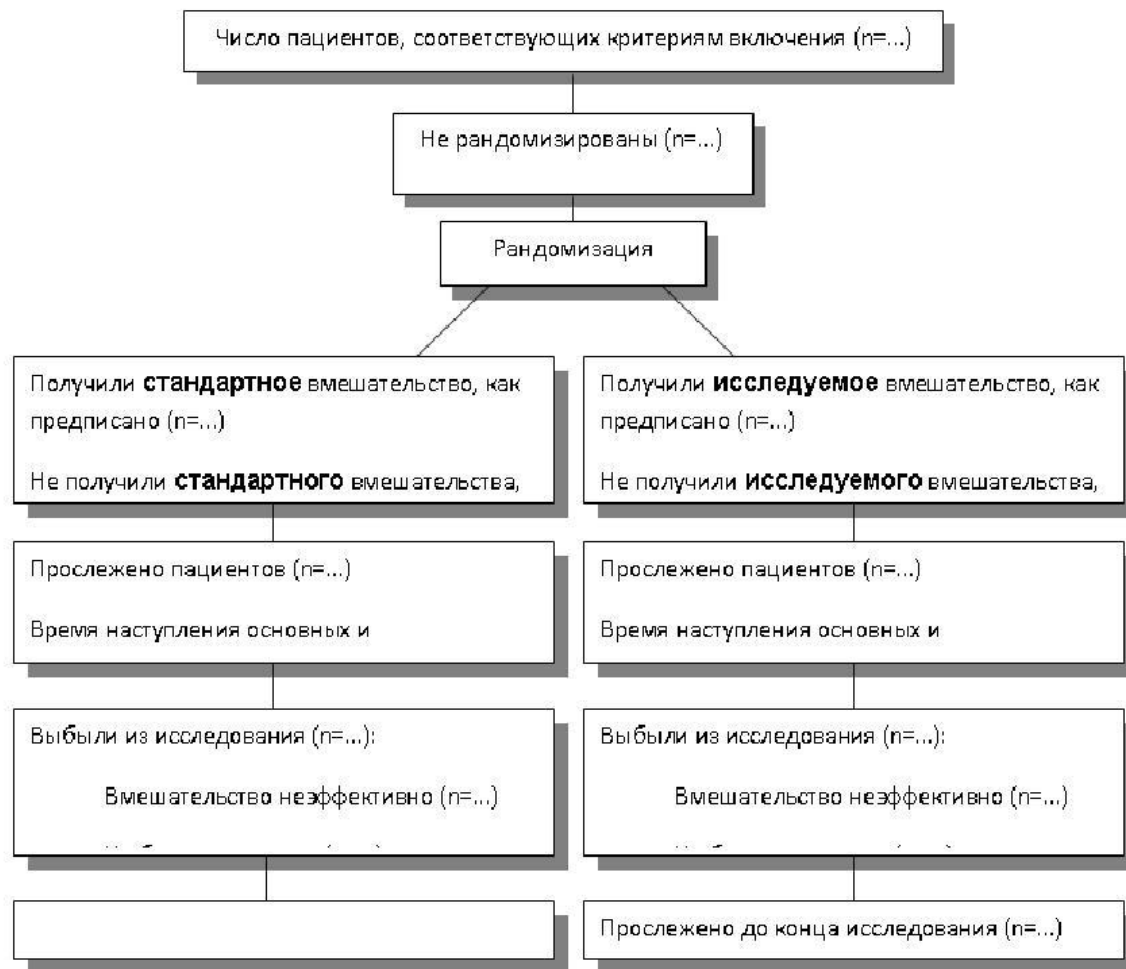 Число пациентов, соответствующих критериям включения (n=...)
Не рандомизированы (n=...)
Рандомизация
Получили стандартное вмешательство, как
предписано (n=...)
Не получили стандартного вмешательства,
Получили исследуемое вмешательство, как
предписано (n=...)
Не получили исследуемого вмешательства,
Прослежено пациентов (n=...)
Время наступления основных и
Прослежено пациентов (n=...)
Время наступления основных и
Выбыли из исследования (n=...):
Вмешательство неэффективно (n=...)
Выбыли из исследования (n=...):
Вмешательство неэффективно (n=...)
Прослежено до конца исследования (n=...)